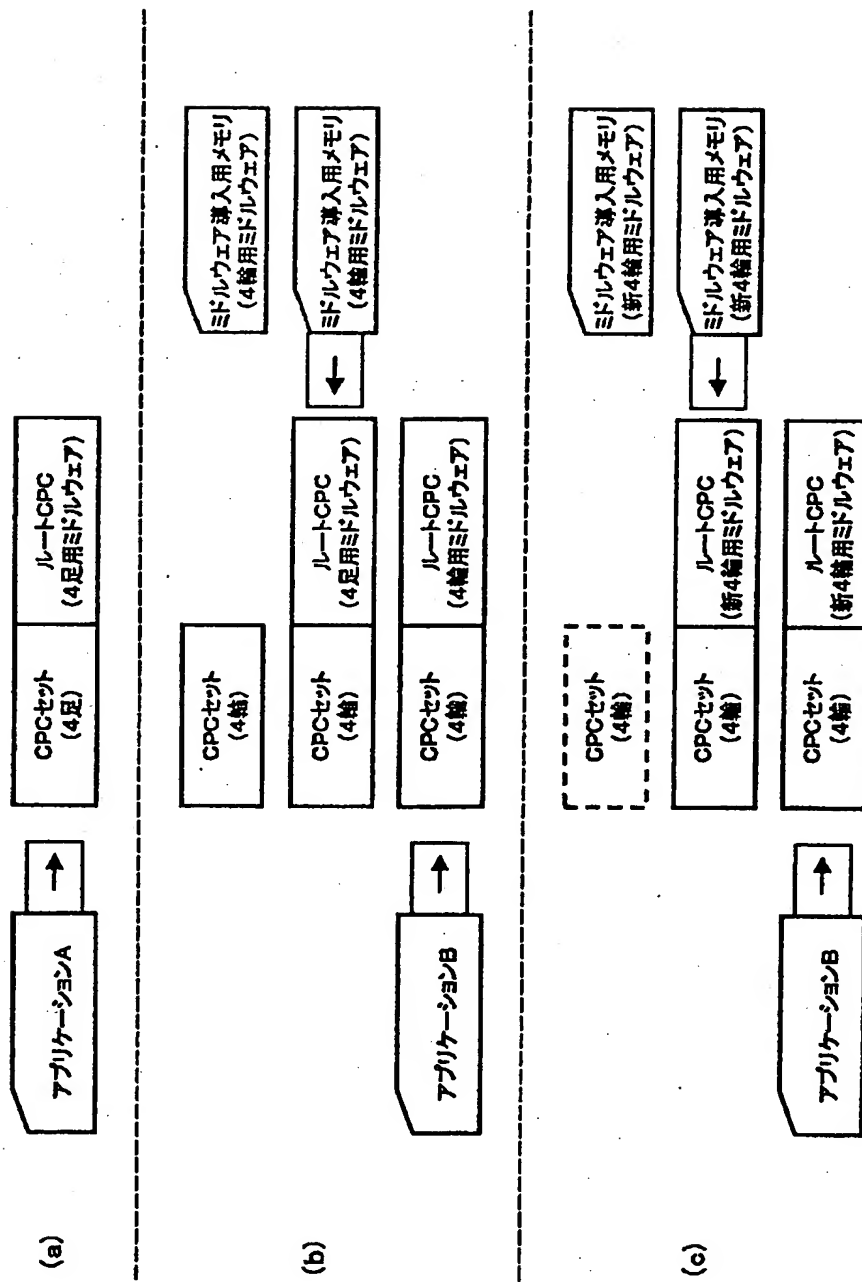 (a)
アプリケーションA
→
CPCセット
(4足)
ルートCPC
(4足用ミドルウェア)
(b)
CPCセット
(4輪)
ミドルウェア導入用メモリ
(4輪用ミドルウェア)
CPCセット
(4輪)
ルートCPC
(4足用ミドルウェア)
←
ミドルウェア導入用メモリ
(4輪用ミドルウェア)
アプリケーションB
→
CPCセット
(4輪)
ルートCPC
(4輪用ミドルウェア)
(c)
CPCセット
(4輪)
ミドルウェア導入用メモリ
(新4輪用ミドルウェア)
CPCセット
(4輪)
ルートCPC
(新4輪用ミドルウェア)
←
ミドルウェア導入用メモリ
(新4輪用ミドルウェア)
アプリケーションB
→
CPCセット
(4輪)
ルートCPC
(新4輪用ミドルウェア)